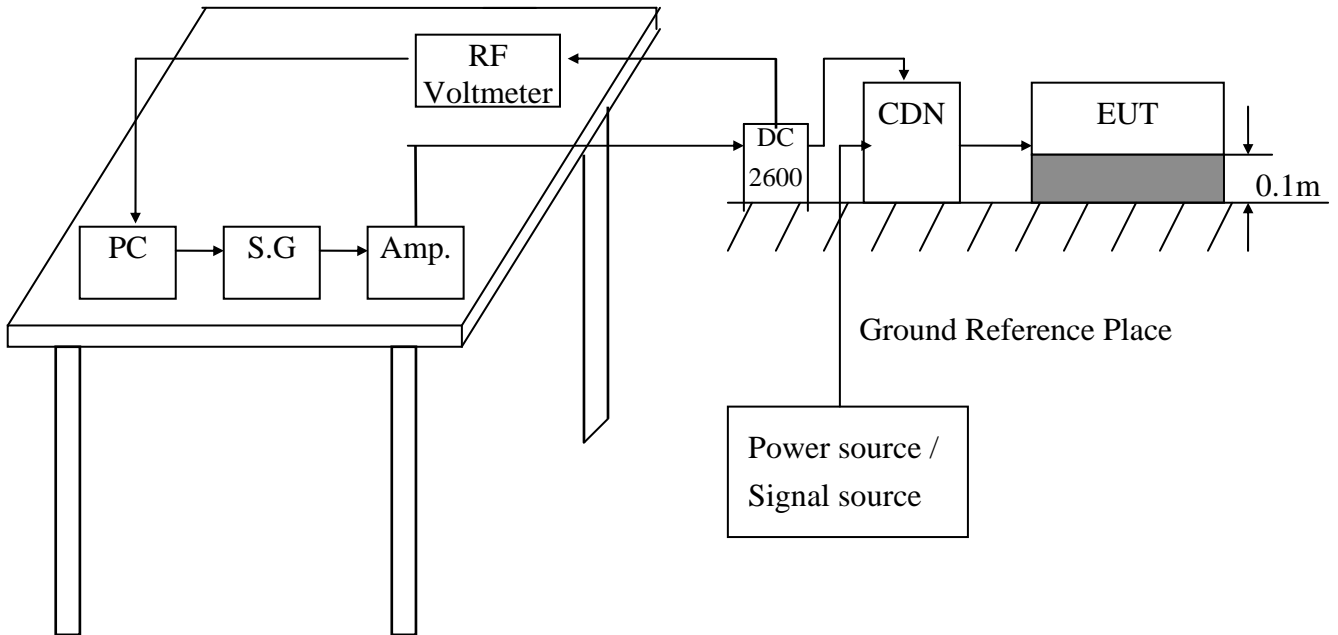 RF
Voltmeter
DC
2600
CDN
EUT
0.1m
PC
S.G
Amp.
Ground Reference Place
Power source /
Signal source